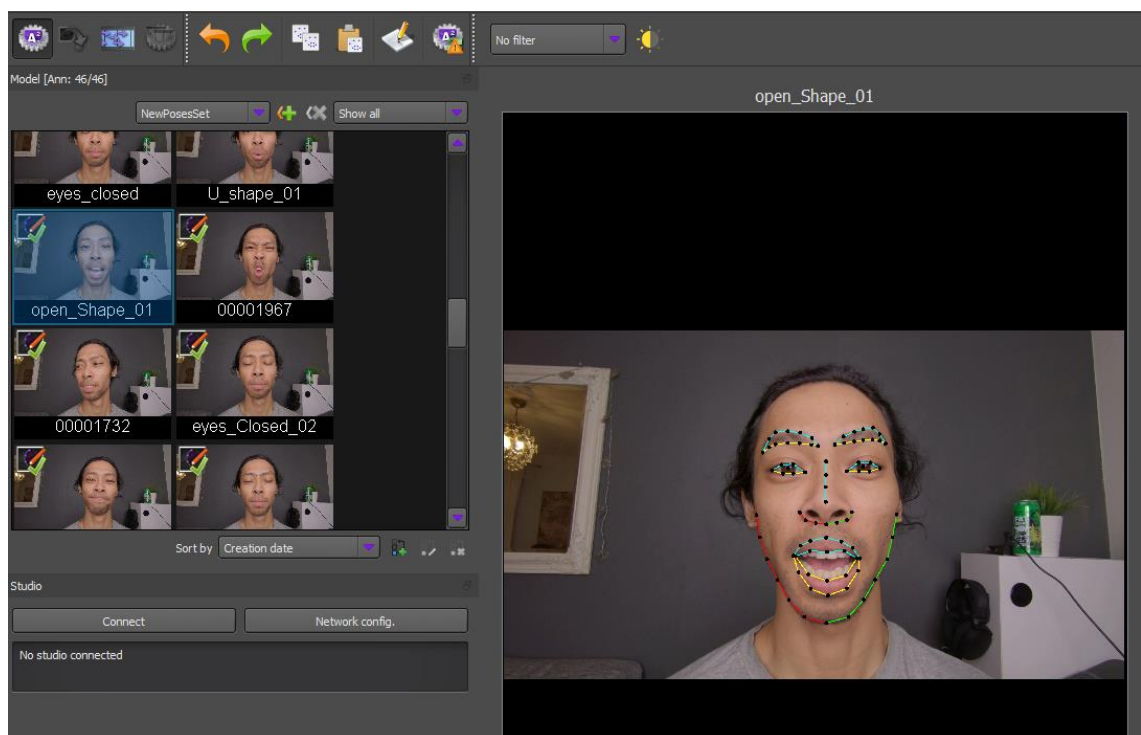 No filter
Model [Ann: 46/46]
NewPosesSet
Show all
open_Shape_01
eyes_closed
U_shape_01
open_Shape_01
00001967
00001732
eyes_Closed_02
Sort by
Creation date
Studio
Connect
Network config.
No studio connected